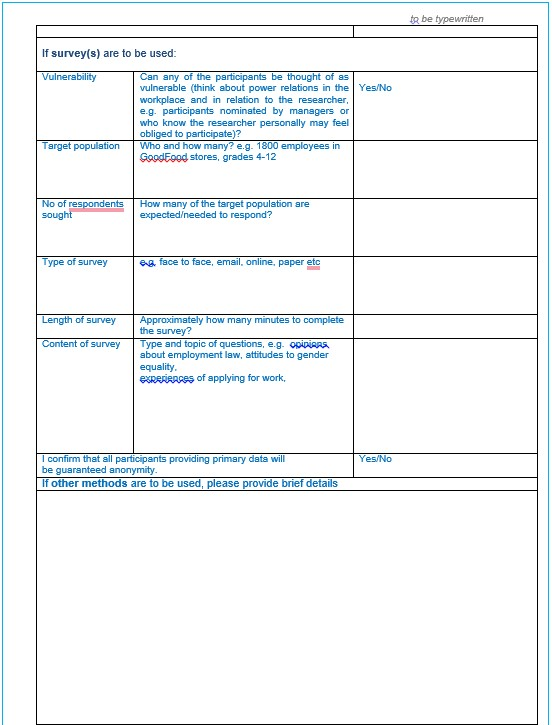 to be typewritten
If survey(s) are to be used:
Vulnerability
Can any of the participants be thought of as
vulnerable (think about power relations in the
workplace and in relation to the researcher,
e.g. participants nominated by managers or
who know the researcher personally may feel
obliged to participate)?
Yes/No
Target population
Who and how many? e.g. 1800 employees in
GoodFood stores, grades 4-12
No of respondents
sought
How many of the target population are
expected/needed to respond?
Type of survey
e.g. face to face, email, online, paper etc
Length of survey
Approximately how many minutes to complete
the survey?
Content of survey
Type and topic of questions, e.g. opinions
about employment law, attitudes to gender
equality,
experiences of applying for work,
I confirm that all participants providing primary data will
be guaranteed anonymity.
Yes/No
If other methods are to be used, please provide brief details